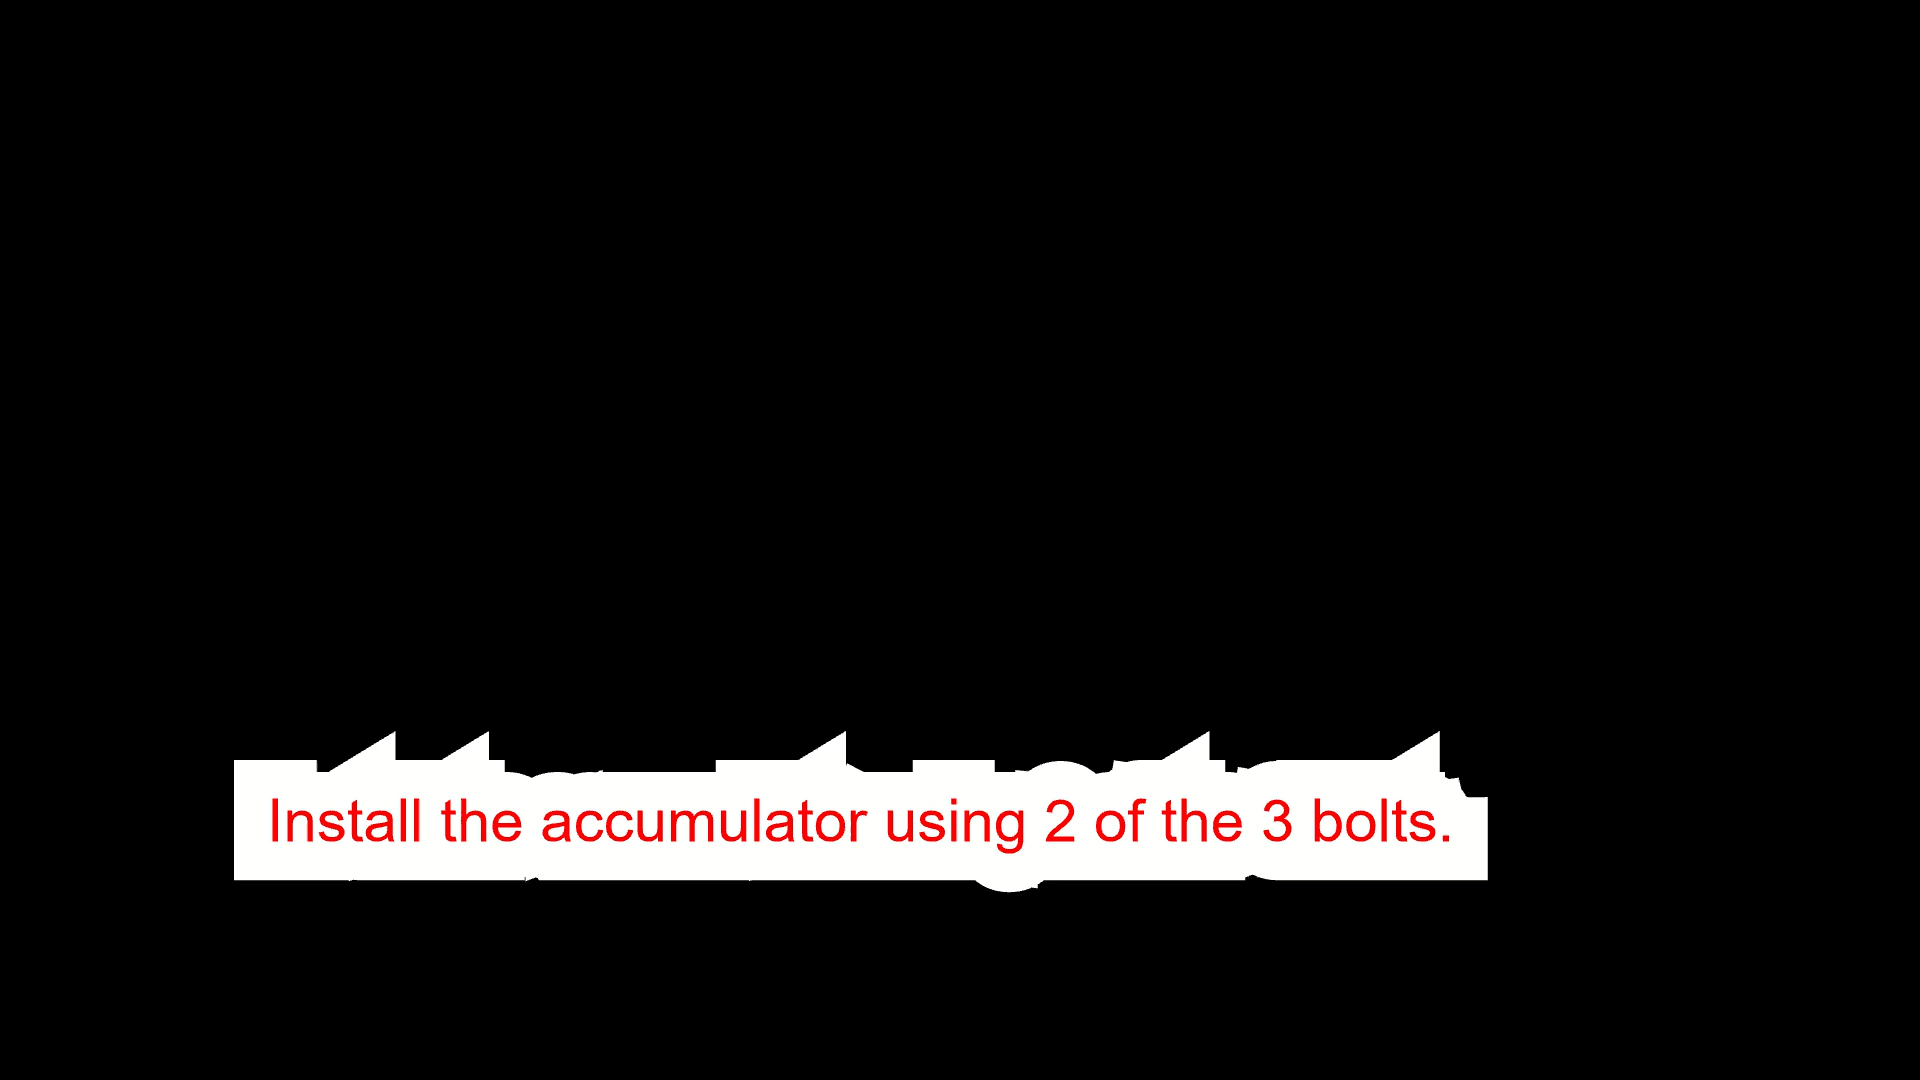 Install the accumulator using 2 of the 3 bolts.